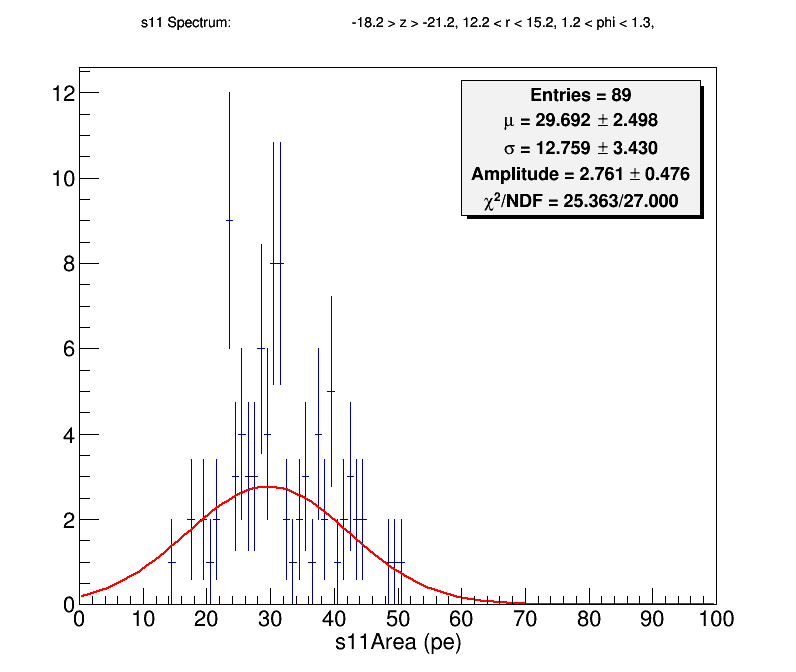 s11 Spectrum: -18.2 > z > -21.2, 12.2 < r < 15.2, 1.2 < phi < 1.3,
Entries = 89
μ = 29.692 ± 2.498
σ = 12.759 ± 3.430
Amplitude = 2.761 ± 0.476
χ²/NDF = 25.363/27.000
12
10
8
6
4
2
0
0 10 20 30 40 50 60 70 80 90 100
s11Area (pe)